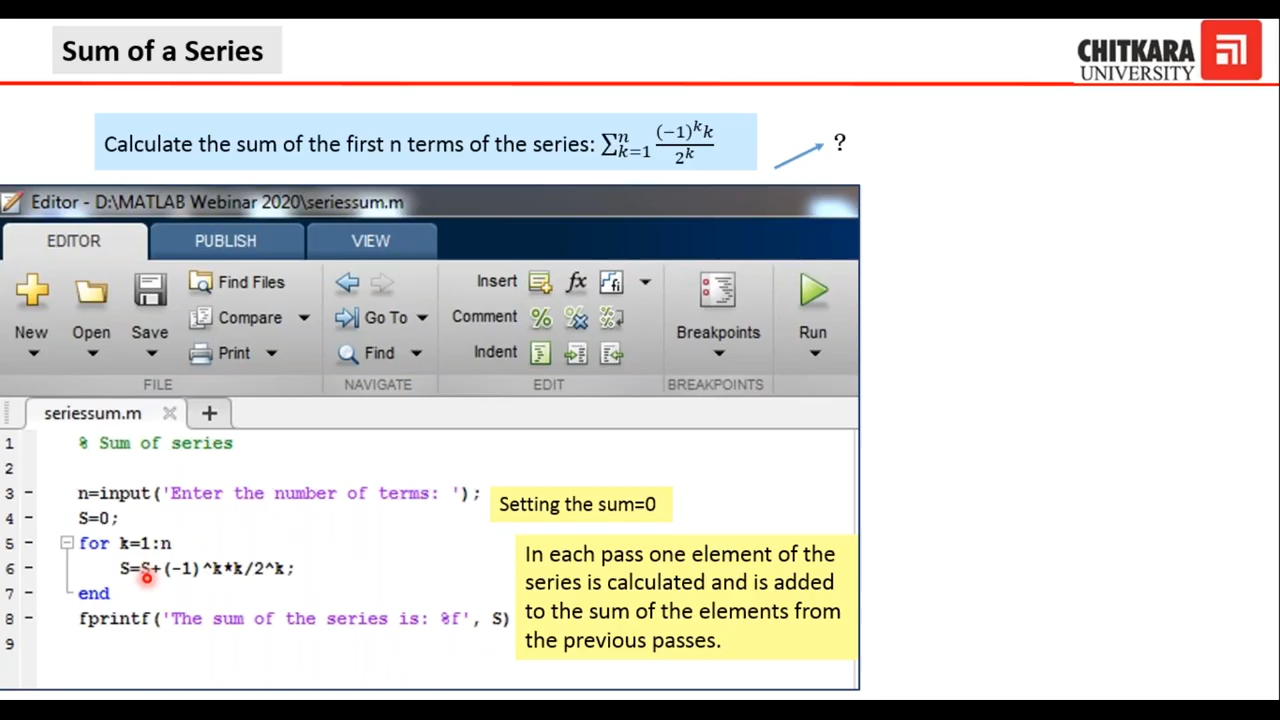 Sum of a Series
CHITKARA
UNIVERSITY
Calculate the sum of the first n terms of the series: ∑ₖ₌₁ⁿ (−1)ᵏk/2ᵏ
?
Editor - D:\MATLAB Webinar 2020\seriessum.m
EDITOR PUBLISH VIEW
New Open Save Find Files Compare Print
Go To Find
Insert fx fi
Comment % % %
Indent
Breakpoints
Run
FILE NAVIGATE EDIT BREAKPOINTS
seriessum.m × +
1 % Sum of series
2
3 - n=input('Enter the number of terms: ');
4 - S=0;
5 - for k=1:n
6 - S=S+(-1)^k*k/2^k;
7 - end
8 - fprintf('The sum of the series is: %f', S)
9
Setting the sum=0
In each pass one element of the
series is calculated and is added
to the sum of the elements from
the previous passes.